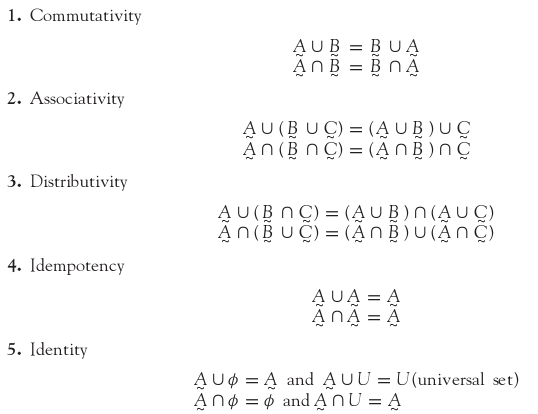 1. Commutativity
A̰ ∪ B̰ = B̰ ∪ A̰
A̰ ∩ B̰ = B̰ ∩ A̰
2. Associativity
A̰ ∪ (B̰ ∪ C̰) = (A̰ ∪ B̰) ∪ C̰
A̰ ∩ (B̰ ∩ C̰) = (A̰ ∩ B̰) ∩ C̰
3. Distributivity
A̰ ∪ (B̰ ∩ C̰) = (A̰ ∪ B̰) ∩ (A̰ ∪ C̰)
A̰ ∩ (B̰ ∪ C̰) = (A̰ ∩ B̰) ∪ (A̰ ∩ C̰)
4. Idempotency
A̰ ∪ A̰ = A̰
A̰ ∩ A̰ = A̰
5. Identity
A̰ ∪ ϕ = A̰ and A̰ ∪ U = U(universal set)
A̰ ∩ ϕ = ϕ and A̰ ∩ U = A̰